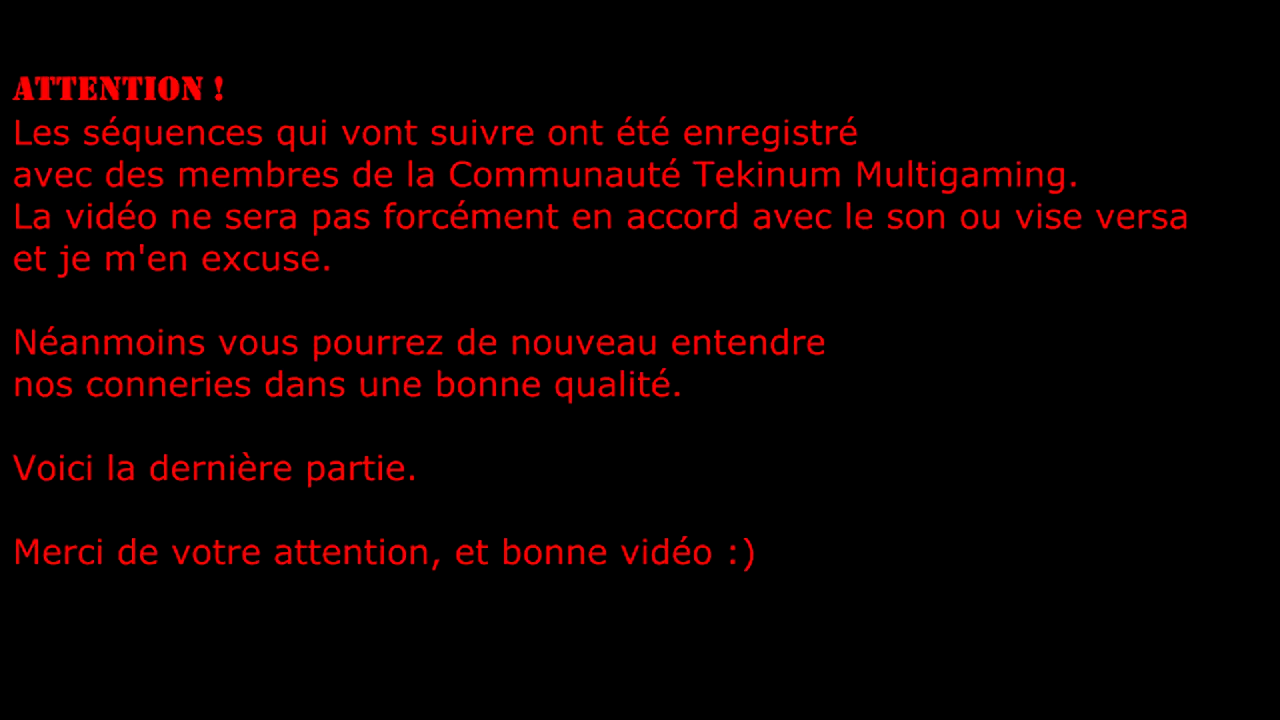 ATTENTION !
Les séquences qui vont suivre ont été enregistré
avec des membres de la Communauté Tekinum Multigaming.
La vidéo ne sera pas forcément en accord avec le son ou vise versa
et je m'en excuse.
Néanmoins vous pourrez de nouveau entendre
nos conneries dans une bonne qualité.
Voici la dernière partie.
Merci de votre attention, et bonne vidéo :)